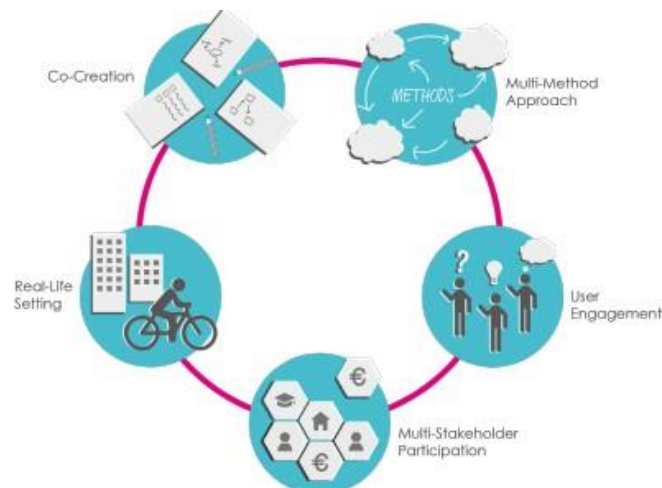 Co-Creation
Multi-Method
Approach
METHODS
Real-Life
Setting
?
User
Engagement
€
Multi-Stakeholder
Participation
€